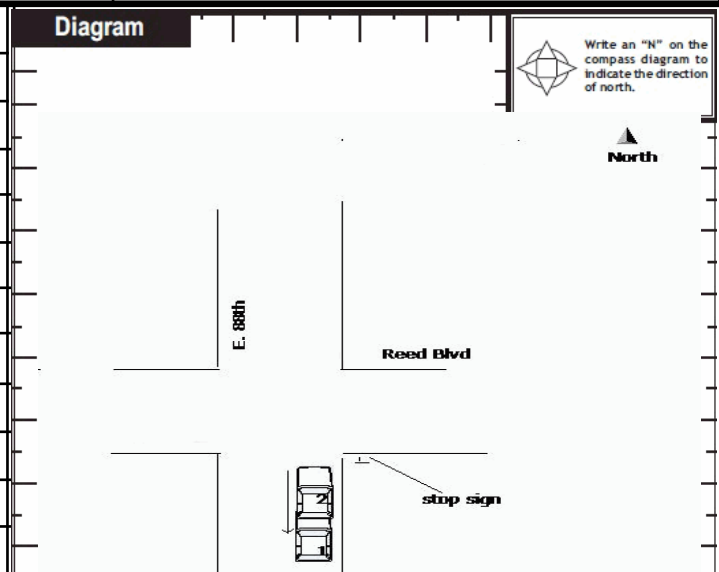 Diagram
Write an "N" on the
compass diagram to
indicate the direction
of north.
North
E. 88th
Reed Blvd
2
stop sign
1